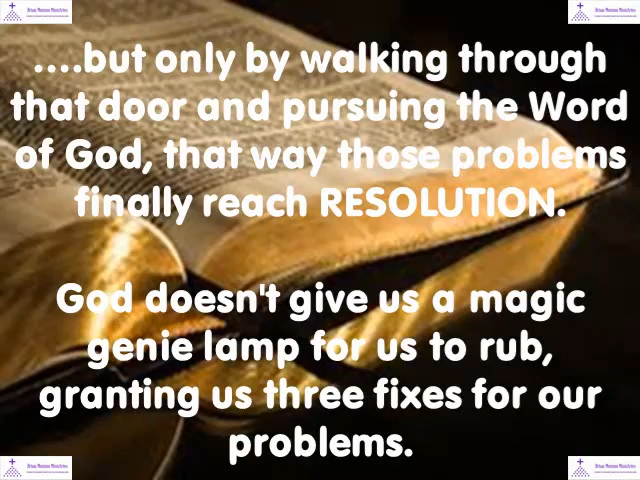 ....but only by walking through
that door and pursuing the Word
of God, that way those problems
finally reach RESOLUTION.
God doesn't give us a magic
genie lamp for us to rub,
granting us three fixes for our
problems.